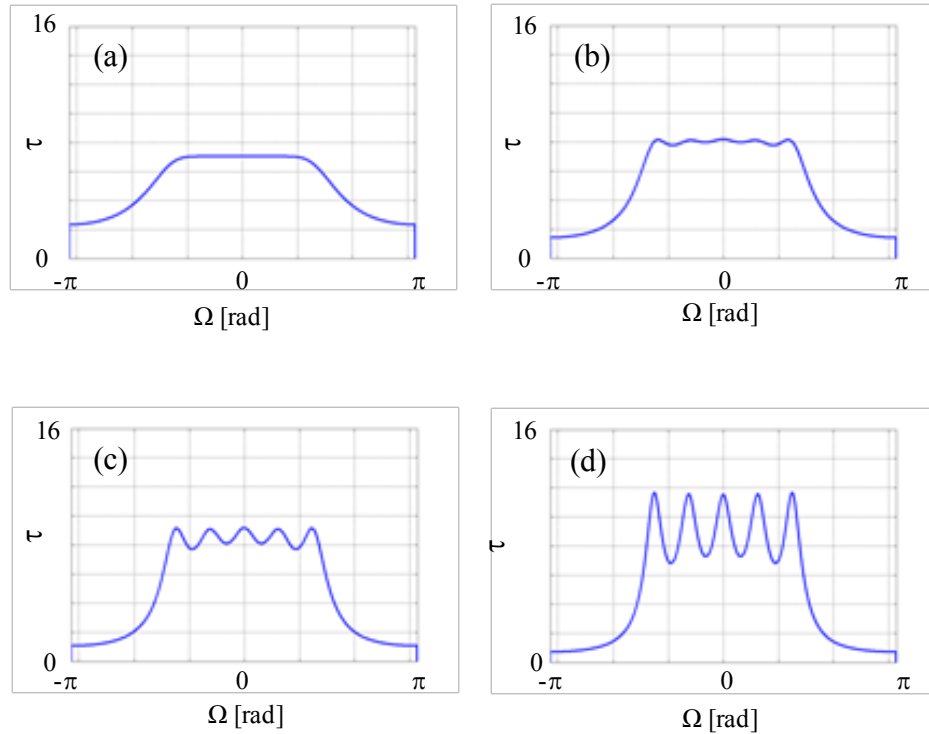 16 16
(a) (b)
τ τ
0 0
-π 0 π -π 0 π
Ω [rad] Ω [rad]
16 16
(c) (d)
τ τ
0 0
-π 0 π -π 0 π
Ω [rad] Ω [rad]